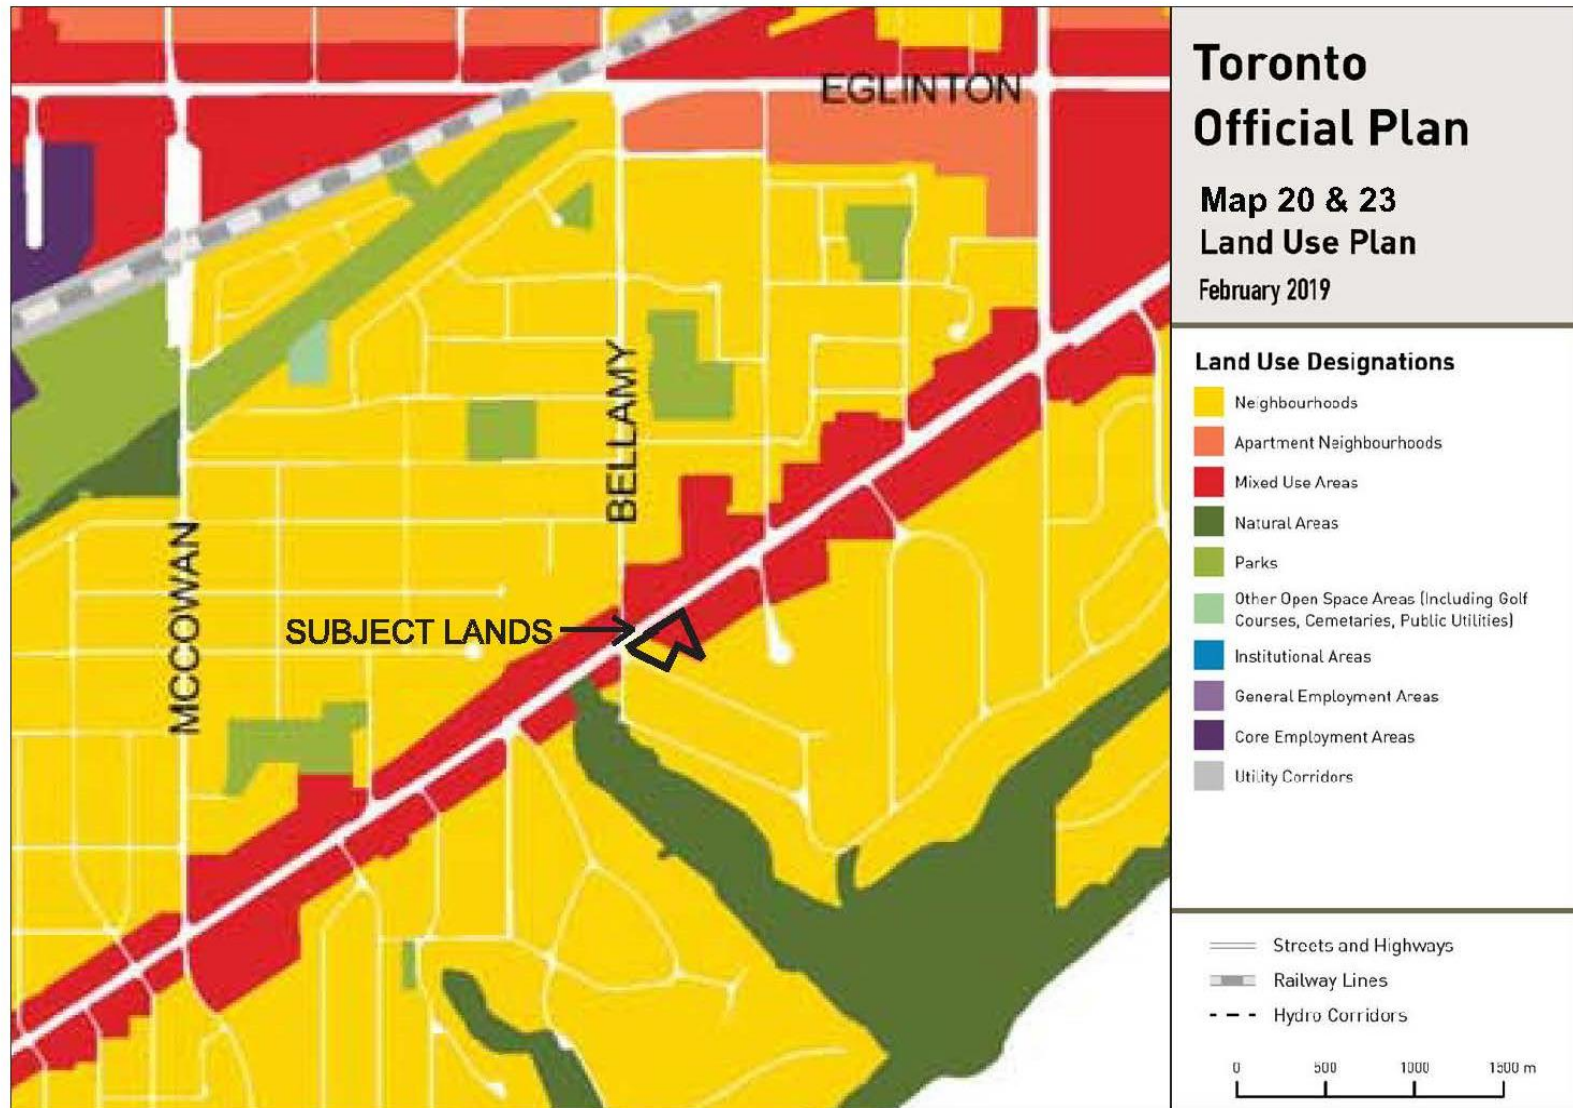 EGLINTON
BELLAMY
MCCOWAN
SUBJECT LANDS
Toronto
Official Plan
Map 20 & 23
Land Use Plan
February 2019
Land Use Designations
Neighbourhoods
Apartment Neighbourhoods
Mixed Use Areas
Natural Areas
Parks
Other Open Space Areas (Including Golf
Courses, Cemetaries, Public Utilities)
Institutional Areas
General Employment Areas
Core Employment Areas
Utility Corridors
Streets and Highways
Railway Lines
Hydro Corridors
0 500 1000 1500 m